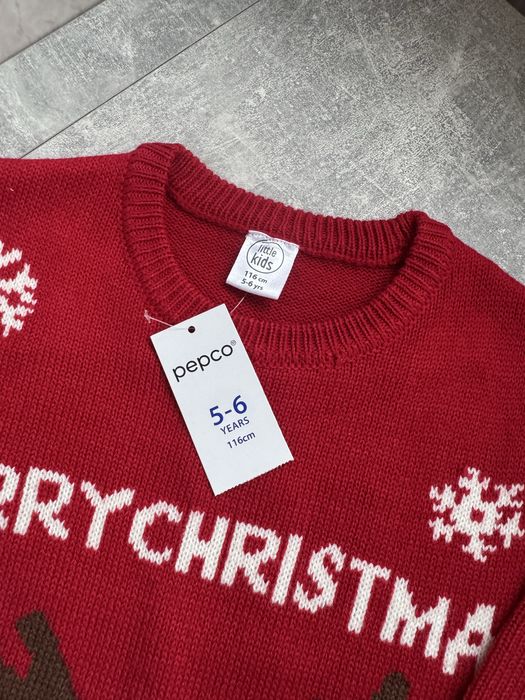 little
kids
116 cm
5-6 yrs
pepco®
5-6
YEARS
116cm
RRYCHRISTMA